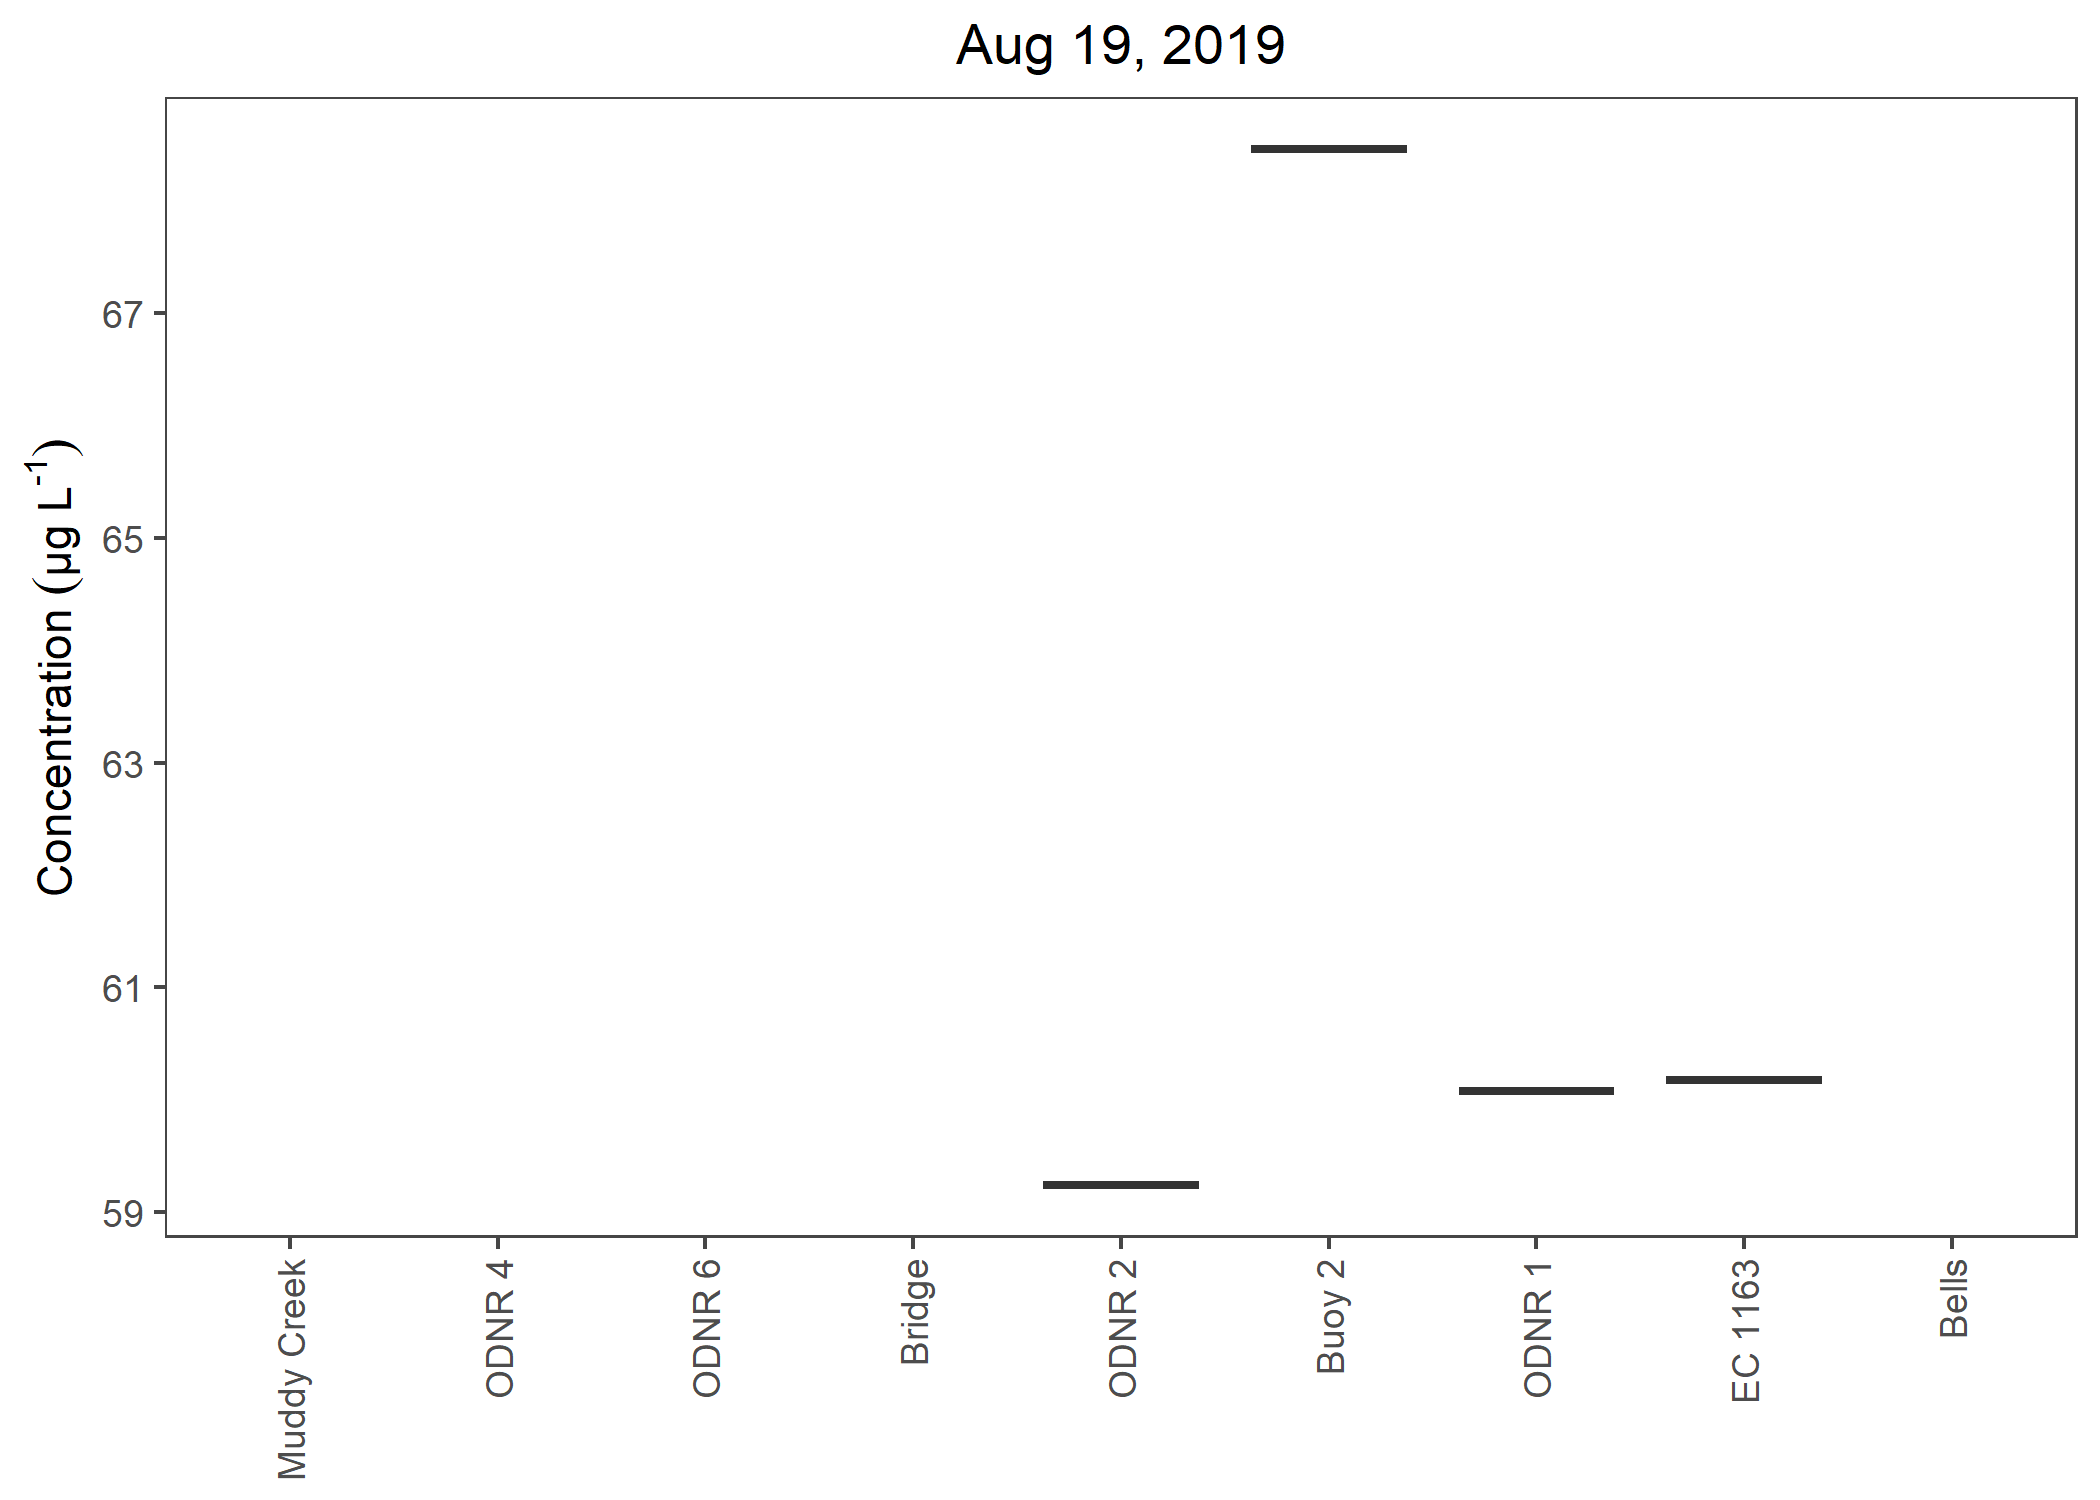 Aug 19, 2019
Concentration (µg L⁻¹)
67
65
63
61
59
Muddy Creek
ODNR 4
ODNR 6
Bridge
ODNR 2
Buoy 2
ODNR 1
EC 1163
Bells